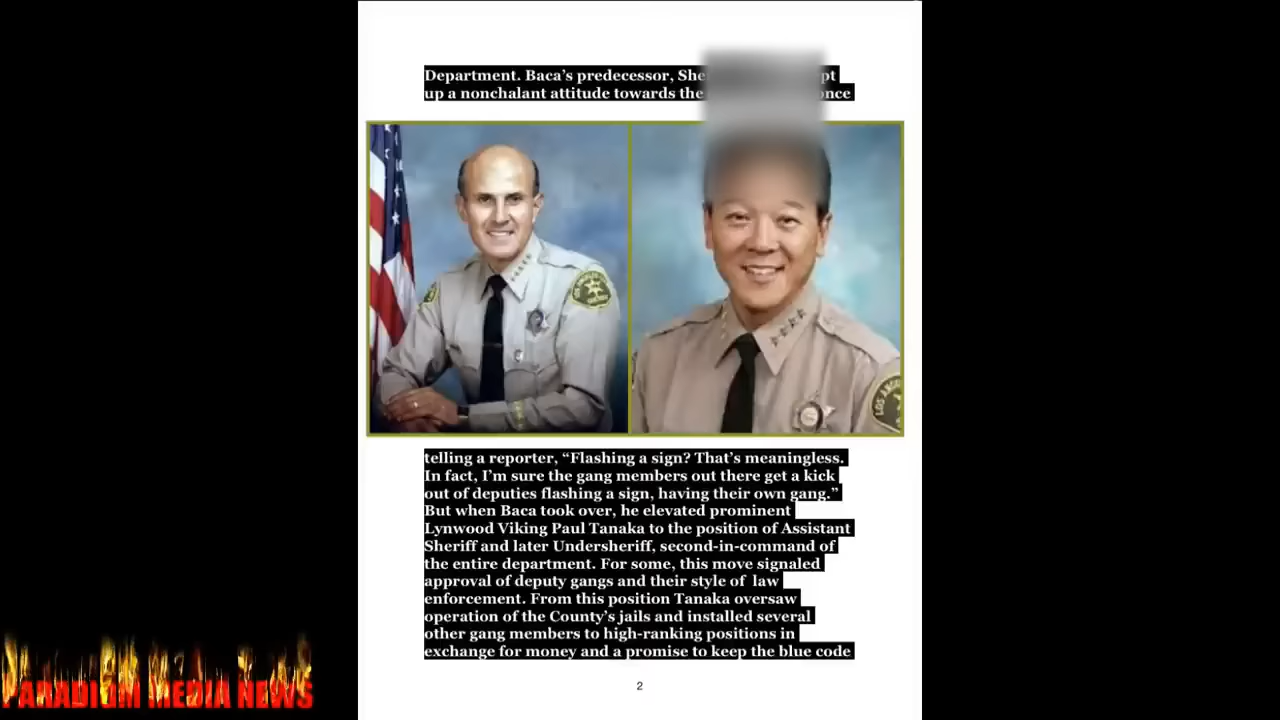 Department. Baca’s predecessor, She pt
up a nonchalant attitude towards the once
LOS ANG
telling a reporter, “Flashing a sign? That’s meaningless.
In fact, I’m sure the gang members out there get a kick
out of deputies flashing a sign, having their own gang.”
But when Baca took over, he elevated prominent
Lynwood Viking Paul Tanaka to the position of Assistant
Sheriff and later Undersheriff, second-in-command of
the entire department. For some, this move signaled
approval of deputy gangs and their style of law
enforcement. From this position Tanaka oversaw
operation of the County’s jails and installed several
other gang members to high-ranking positions in
exchange for money and a promise to keep the blue code
2
PARADIGM MEDIA NEWS